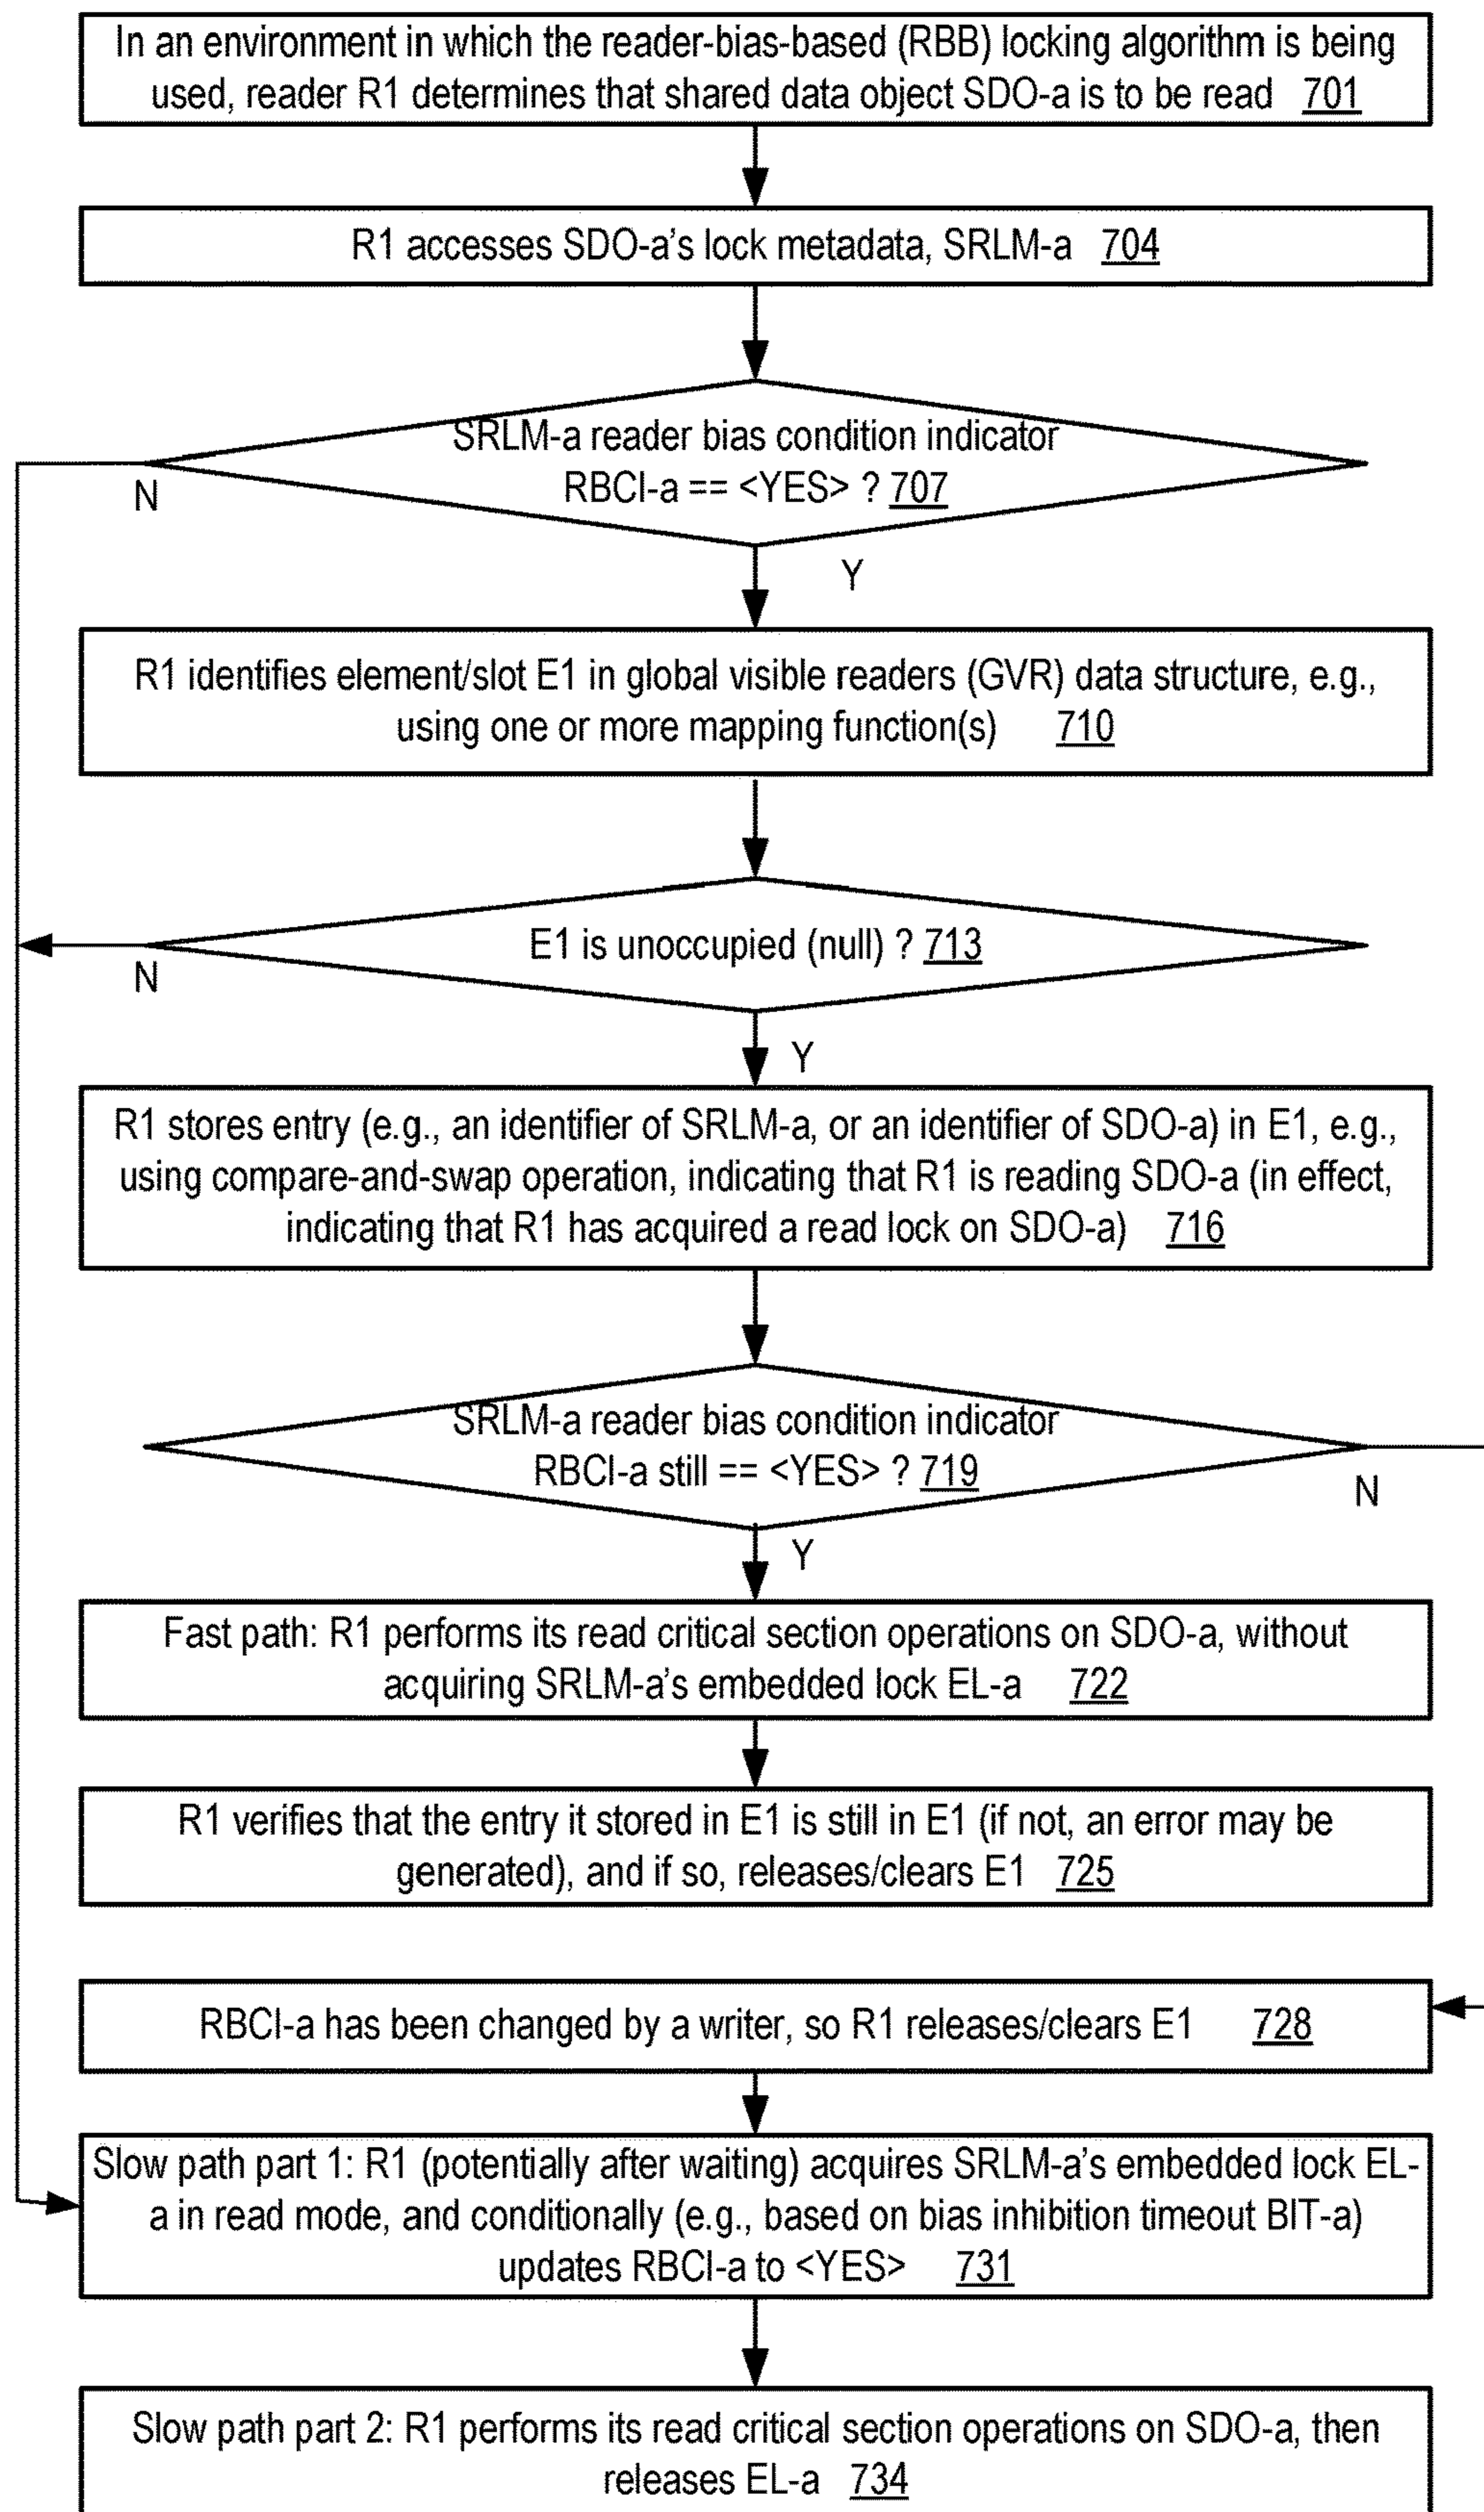 In an environment in which the reader-bias-based (RBB) locking algorithm is being
used, reader R1 determines that shared data object SDO-a is to be read 701
R1 accesses SDO-a's lock metadata, SRLM-a 704
SRLM-a reader bias condition indicator
RBCI-a == <YES> ? 707
N
Y
R1 identifies element/slot E1 in global visible readers (GVR) data structure, e.g.,
using one or more mapping function(s) 710
E1 is unoccupied (null) ? 713
N
Y
R1 stores entry (e.g., an identifier of SRLM-a, or an identifier of SDO-a) in E1, e.g.,
using compare-and-swap operation, indicating that R1 is reading SDO-a (in effect,
indicating that R1 has acquired a read lock on SDO-a) 716
SRLM-a reader bias condition indicator
RBCI-a still == <YES> ? 719
N
Y
Fast path: R1 performs its read critical section operations on SDO-a, without
acquiring SRLM-a's embedded lock EL-a 722
R1 verifies that the entry it stored in E1 is still in E1 (if not, an error may be
generated), and if so, releases/clears E1 725
RBCI-a has been changed by a writer, so R1 releases/clears E1 728
Slow path part 1: R1 (potentially after waiting) acquires SRLM-a's embedded lock EL-
a in read mode, and conditionally (e.g., based on bias inhibition timeout BIT-a)
updates RBCI-a to <YES> 731
Slow path part 2: R1 performs its read critical section operations on SDO-a, then
releases EL-a 734